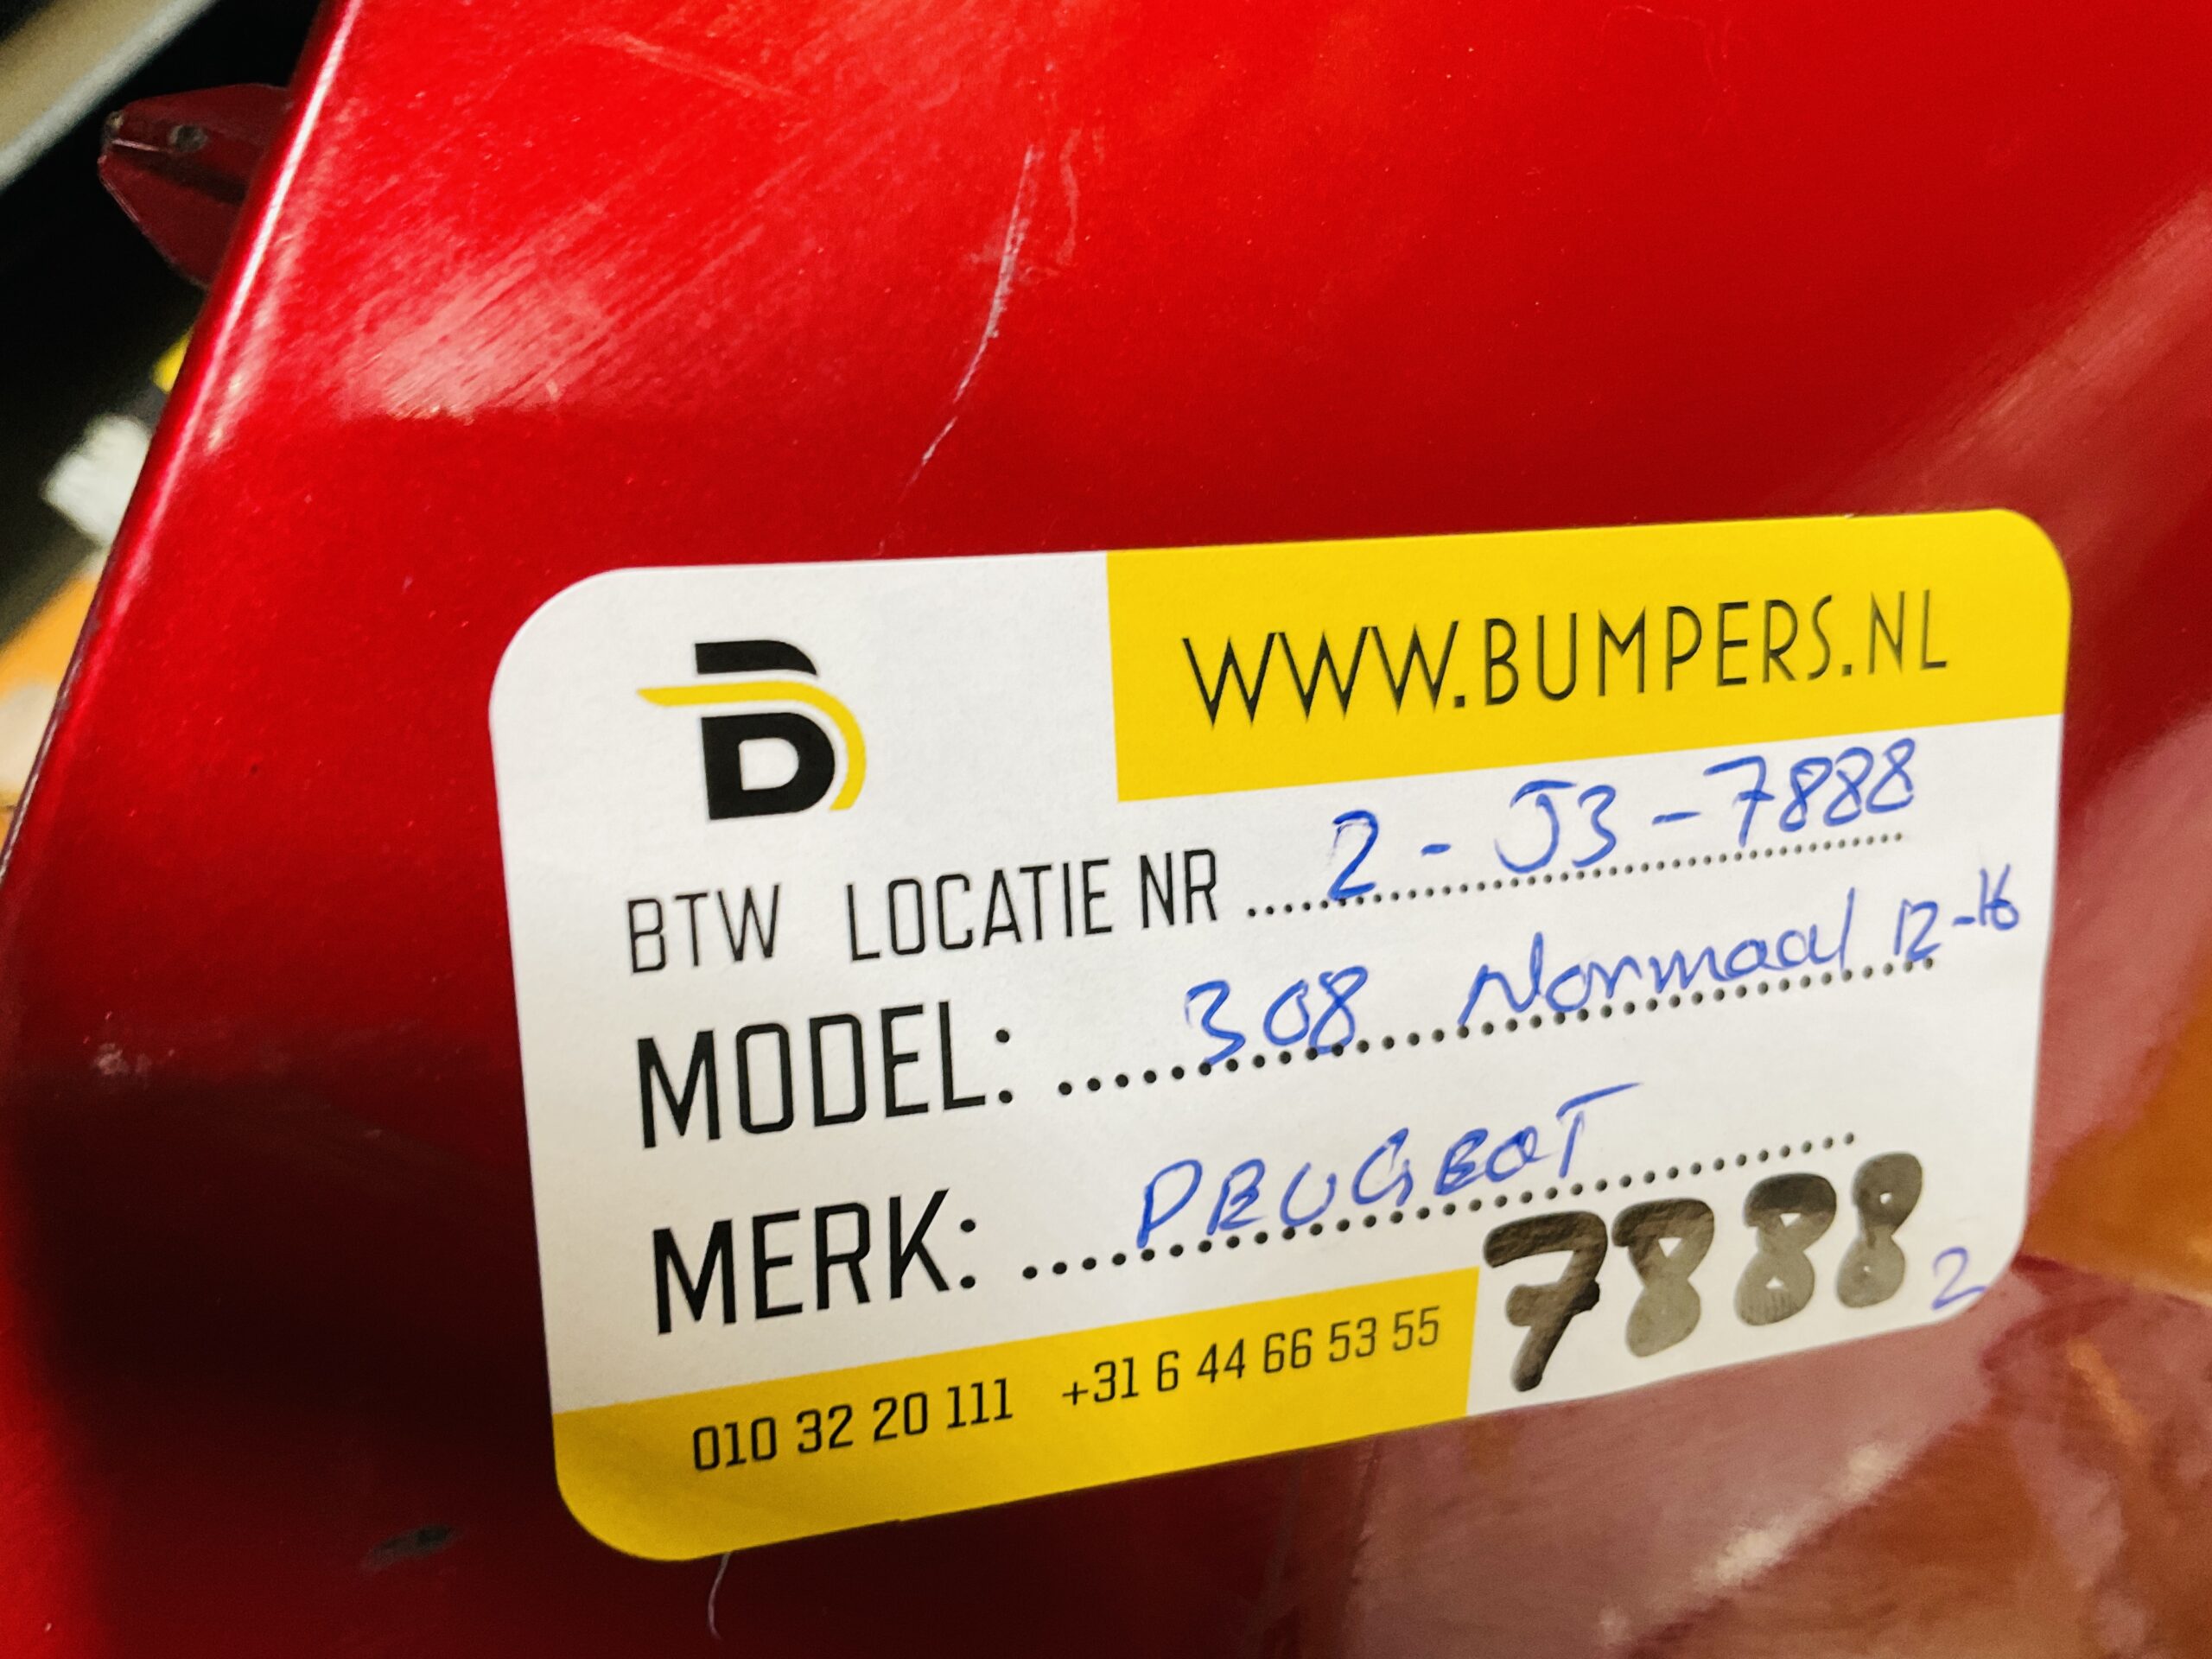 WWW.BUMPERS.NL
BTW LOCATIE NR ..... 2 - J3 - 7888
MODEL: ..... 308 Normaal 12-16
MERK: ..... PEUGEOT
7888
2
010 32 20 111 +31 6 44 66 53 55